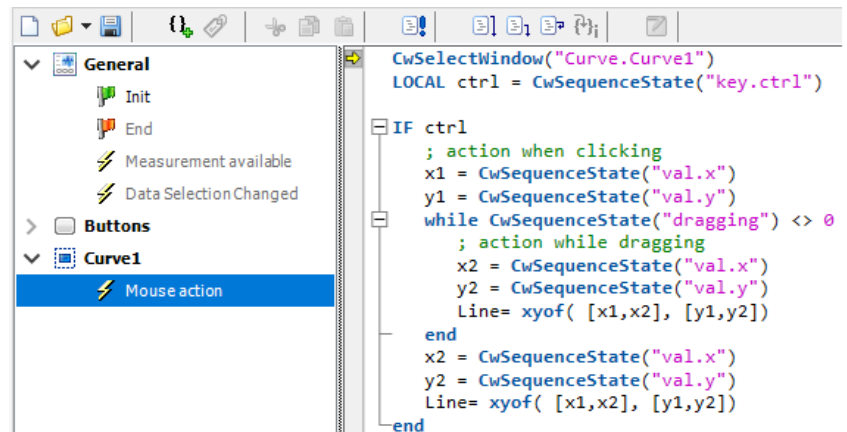 General
Init
End
Measurement available
Data Selection Changed
Buttons
Curve1
Mouse action
CwSelectWindow("Curve.Curve1")
LOCAL ctrl = CwSequenceState("key.ctrl")
IF ctrl
; action when clicking
x1 = CwSequenceState("val.x")
y1 = CwSequenceState("val.y")
while CwSequenceState("dragging") <> 0
; action while dragging
x2 = CwSequenceState("val.x")
y2 = CwSequenceState("val.y")
Line= xyof( [x1,x2], [y1,y2])
end
x2 = CwSequenceState("val.x")
y2 = CwSequenceState("val.y")
Line= xyof( [x1,x2], [y1,y2])
end